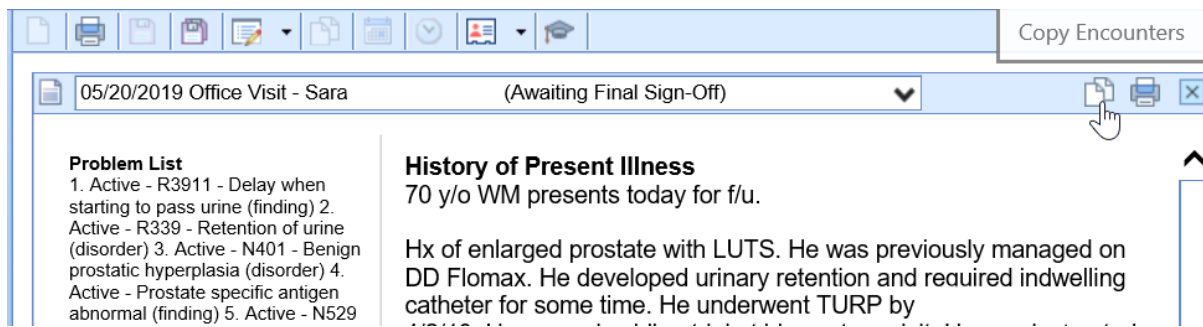 Copy Encounters
05/20/2019 Office Visit - Sara (Awaiting Final Sign-Off)
Problem List
1. Active - R3911 - Delay when
starting to pass urine (finding) 2.
Active - R339 - Retention of urine
(disorder) 3. Active - N401 - Benign
prostatic hyperplasia (disorder) 4.
Active - Prostate specific antigen
abnormal (finding) 5. Active - N529
History of Present Illness
70 y/o WM presents today for f/u.
Hx of enlarged prostate with LUTS. He was previously managed on
DD Flomax. He developed urinary retention and required indwelling
catheter for some time. He underwent TURP by